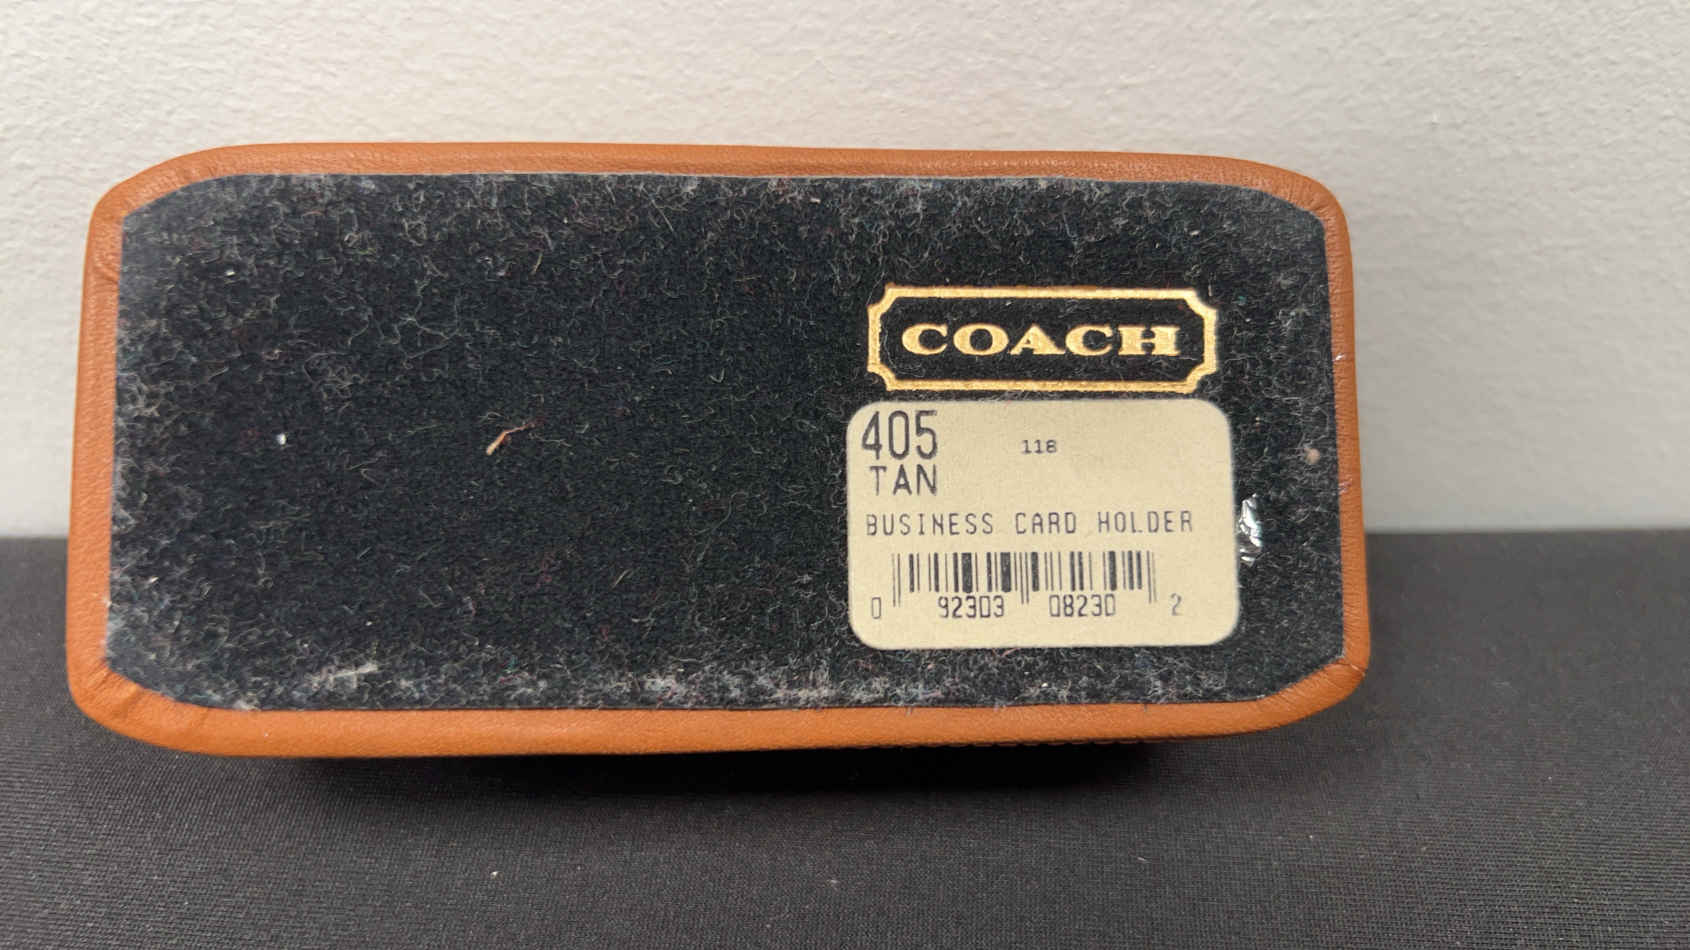 COACH
405
118
TAN
BUSINESS CARD HOLDER
0 92303 08230 2